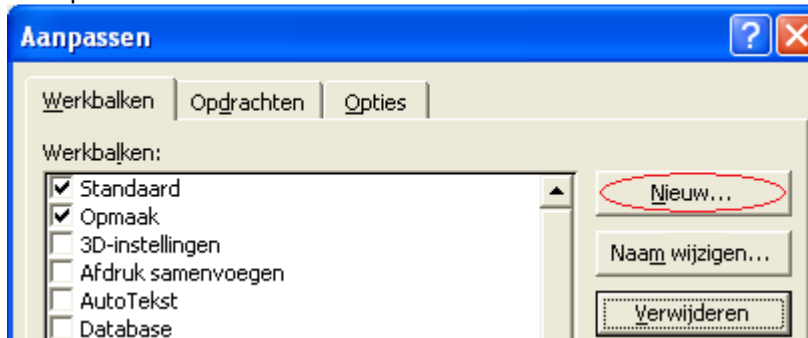 Aanpassen
Werkbalken Opdrachten Opties
Werkbalken:
Standaard
Opmaak
3D-instellingen
Afdruk samenvoegen
AutoTekst
Database
Nieuw...
Naam wijzigen...
Verwijderen